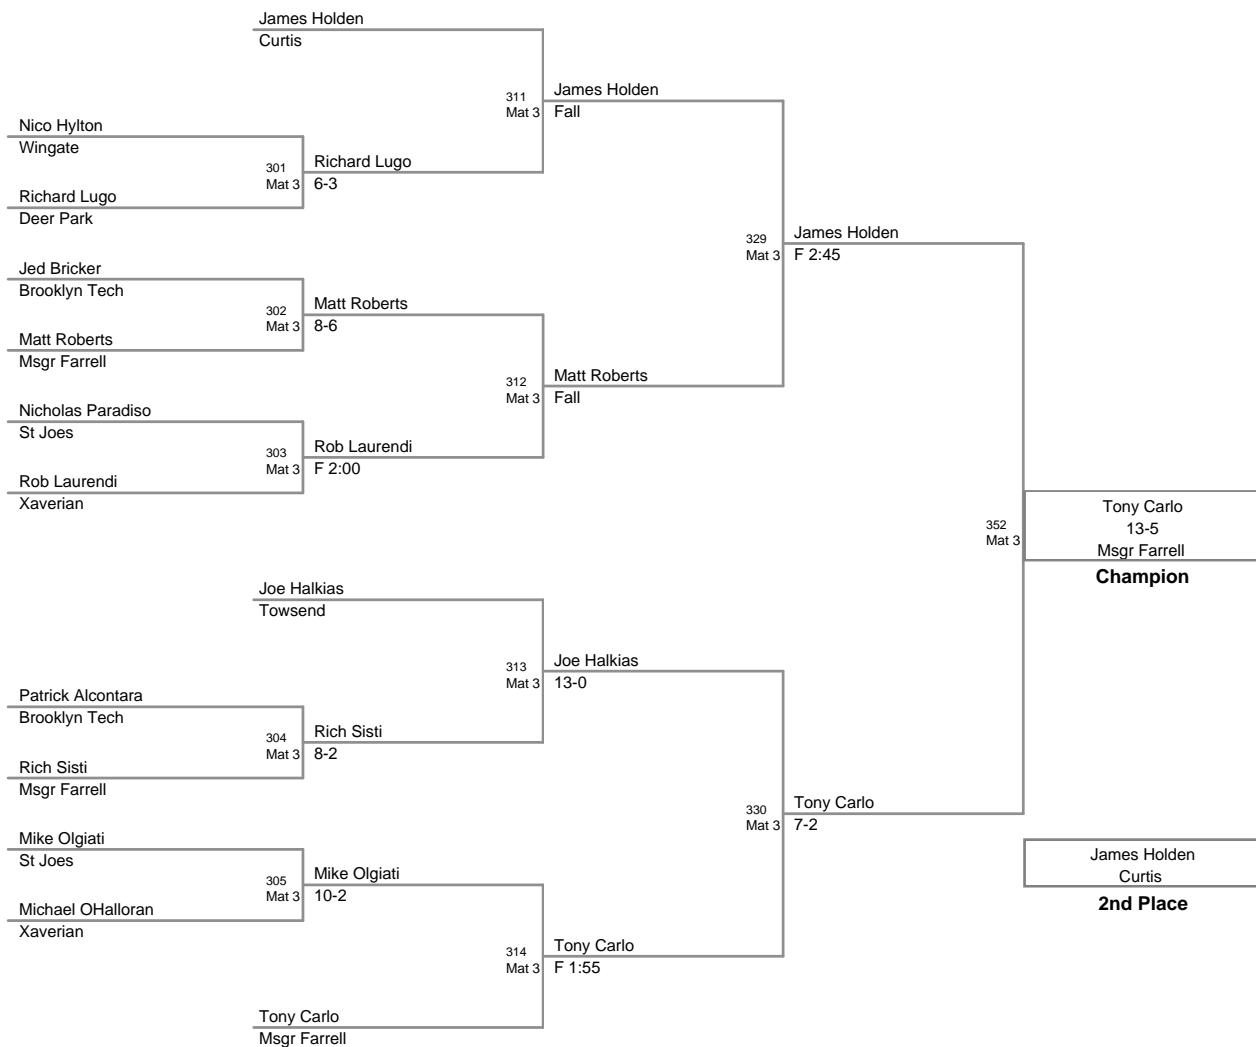 James Holden
Curtis
311
Mat 3
James Holden
Fall
Nico Hylton
Wingate
301
Mat 3
Richard Lugo
6-3
Richard Lugo
Deer Park
329
Mat 3
James Holden
F 2:45
Jed Bricker
Brooklyn Tech
302
Mat 3
Matt Roberts
8-6
Matt Roberts
Msgr Farrell
312
Mat 3
Matt Roberts
Fall
Nicholas Paradiso
St Joes
303
Mat 3
Rob Laurendi
F 2:00
Rob Laurendi
Xaverian
352
Mat 3
Tony Carlo
13-5
Msgr Farrell
Champion
Joe Halkias
Towsend
313
Mat 3
Joe Halkias
13-0
Patrick Alcontara
Brooklyn Tech
304
Mat 3
Rich Sisti
8-2
Rich Sisti
Msgr Farrell
330
Mat 3
Tony Carlo
7-2
Mike Olgiati
St Joes
305
Mat 3
Mike Olgiati
10-2
Michael OHalloran
Xaverian
314
Mat 3
Tony Carlo
F 1:55
Tony Carlo
Msgr Farrell
James Holden
Curtis
2nd Place